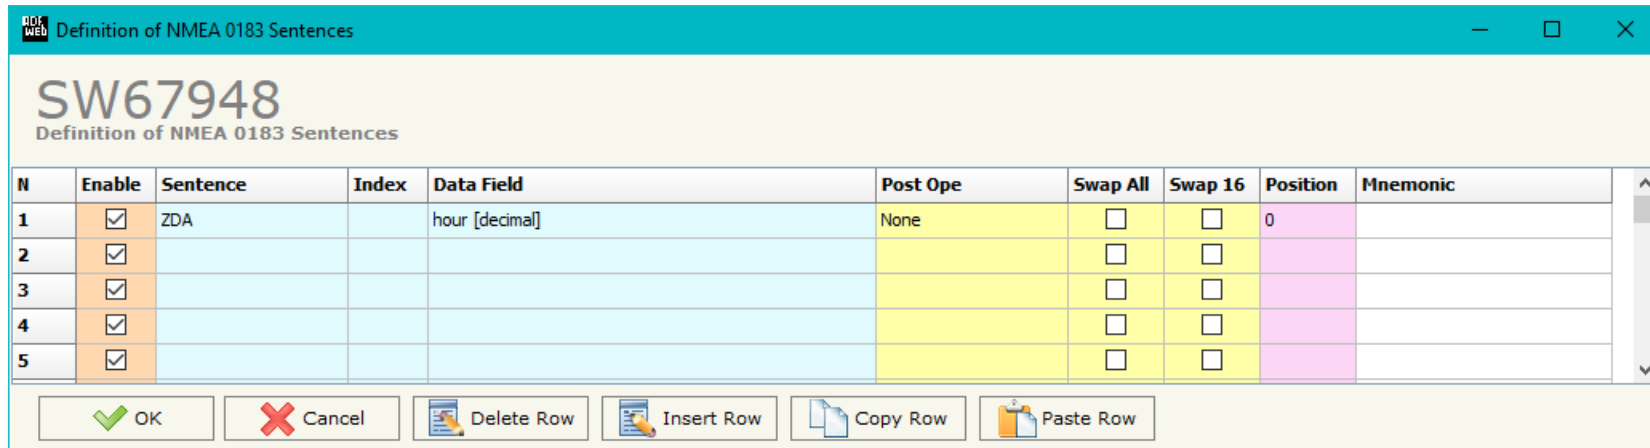 ADF WEB Definition of NMEA 0183 Sentences
SW67948
Definition of NMEA 0183 Sentences
N Enable Sentence Index Data Field Post Ope Swap All Swap 16 Position Mnemonic
1 ZDA hour [decimal] None 0
2
3
4
5
OK Cancel Delete Row Insert Row Copy Row Paste Row